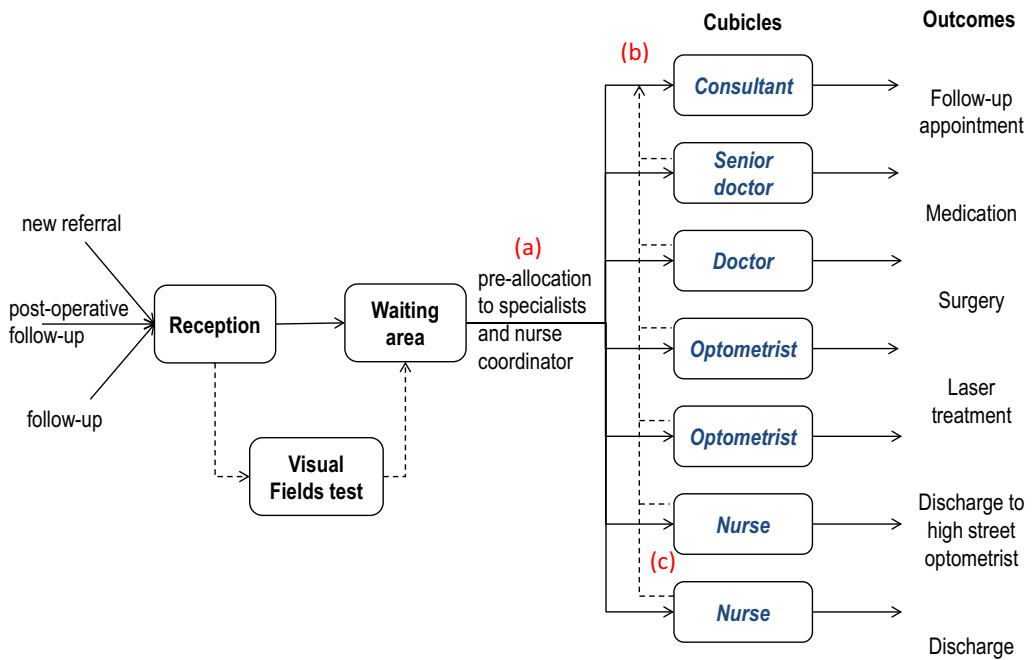 Cubicles
Outcomes
(b)
Consultant
Follow-up
appointment
Senior
doctor
Medication
new referral
(a)
pre-allocation
to specialists
and nurse
coordinator
Doctor
Surgery
post-operative
follow-up
Reception
Waiting
area
Optometrist
Laser
treatment
follow-up
Visual
Fields test
Optometrist
Discharge to
high street
optometrist
Nurse
(c)
Nurse
Discharge